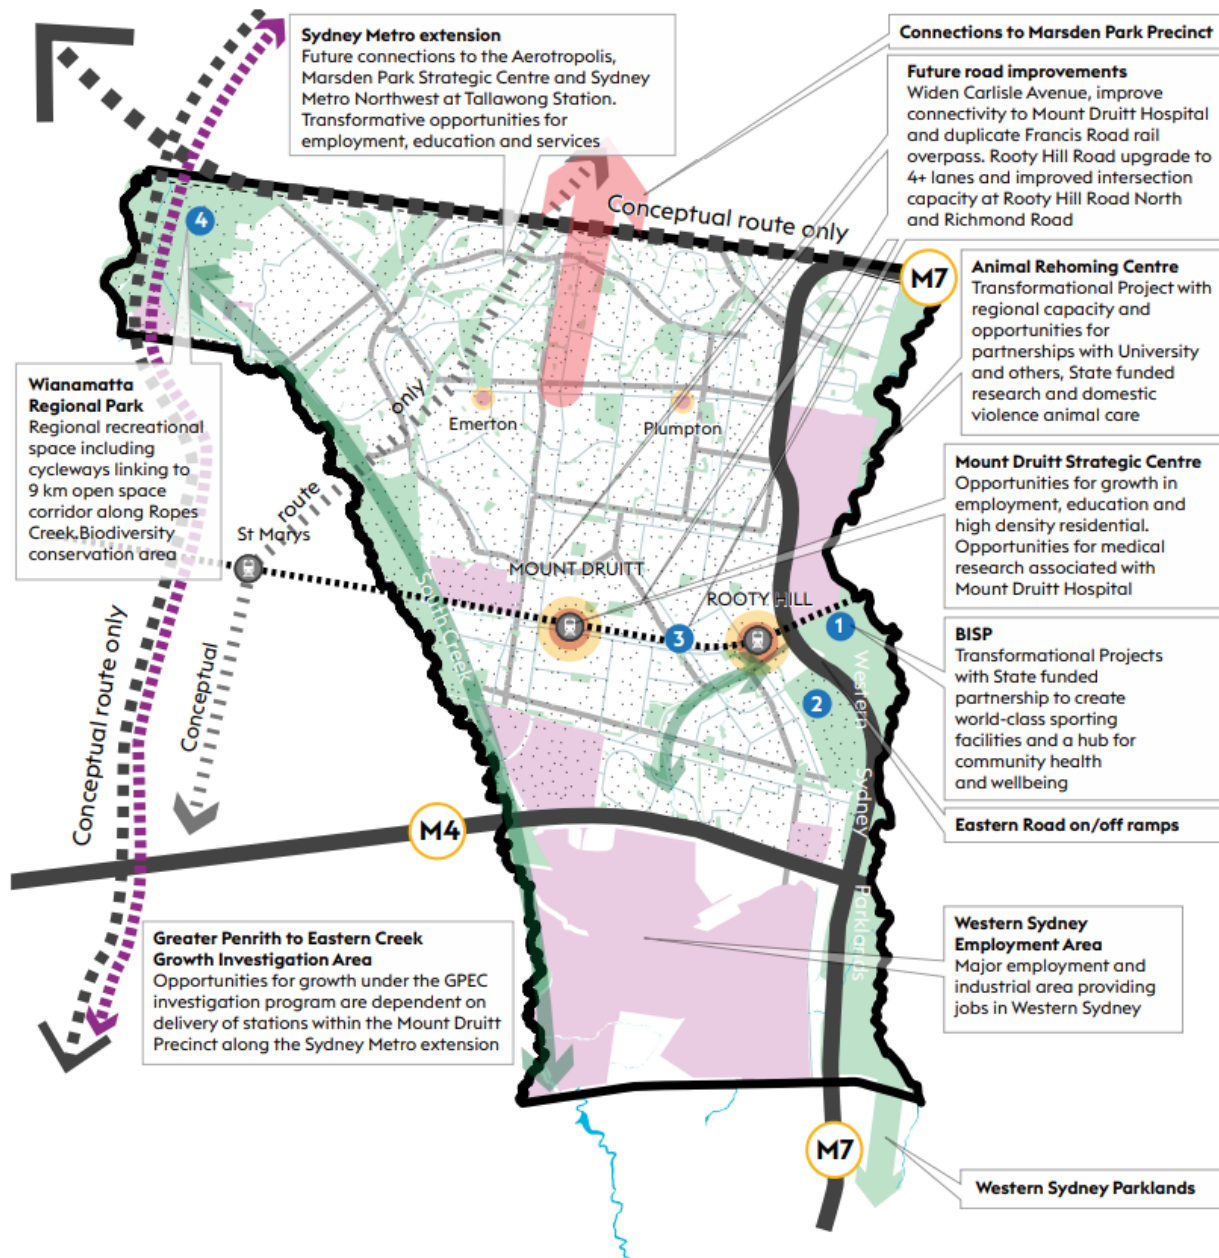 Sydney Metro extension
Future connections to the Aerotropolis,
Marsden Park Strategic Centre and Sydney
Metro Northwest at Tallawong Station.
Transformative opportunities for
employment, education and services
Connections to Marsden Park Precinct
Future road improvements
Widen Carlisle Avenue, improve
connectivity to Mount Druitt Hospital
and duplicate Francis Road rail
overpass. Rooty Hill Road upgrade to
4+ lanes and improved intersection
capacity at Rooty Hill Road North
and Richmond Road
4
Conceptual route only
M7
Animal Rehoming Centre
Transformational Project with
regional capacity and
opportunities for
partnerships with University
and others, State funded
research and domestic
violence animal care
Wianamatta
Regional Park
Regional recreational
space including
cycleways linking to
9 km open space
corridor along Ropes
Creek,Biodiversity
conservation area
Emerton
Plumpton
Conceptual route only
St Marys
MOUNT DRUITT
ROOTY HILL
Mount Druitt Strategic Centre
Opportunities for growth in
employment, education and
high density residential.
Opportunities for medical
research associated with
Mount Druitt Hospital
South Creek
3
1
2
BISP
Transformational Projects
with State funded
partnership to create
world-class sporting
facilities and a hub for
community health
and wellbeing
Conceptual route only
Western Sydney Parklands
M4
Eastern Road on/off ramps
Greater Penrith to Eastern Creek
Growth Investigation Area
Opportunities for growth under the GPEC
investigation program are dependent on
delivery of stations within the Mount Druitt
Precinct along the Sydney Metro extension
Western Sydney
Employment Area
Major employment and
industrial area providing
jobs in Western Sydney
M7
Western Sydney Parklands